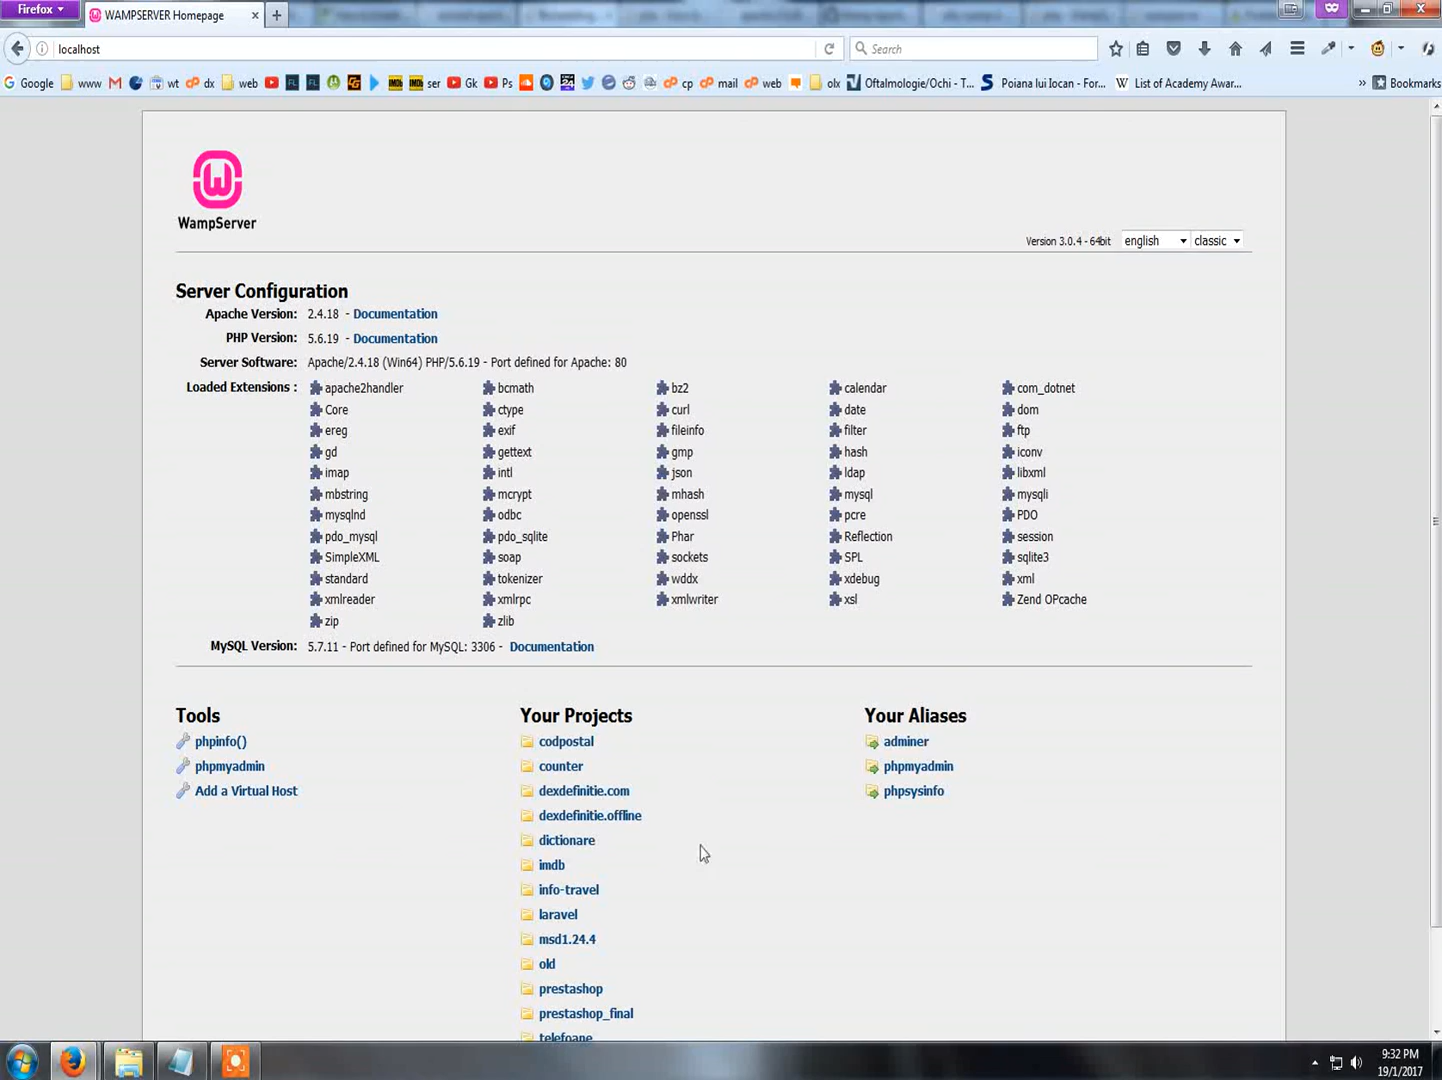 Firefox
WAMPSERVER Homepage
localhost
Search
Google www wt dx web ser Gk Ps cp mail web olx Oftalmologie/Ochi - T... Poiana lui Iocan - For... List of Academy Awar... » Bookmarks
WampServer
Version 3.0.4 - 64bit english classic
Server Configuration
Apache Version: 2.4.18 - Documentation
PHP Version: 5.6.19 - Documentation
Server Software: Apache/2.4.18 (Win64) PHP/5.6.19 - Port defined for Apache: 80
Loaded Extensions : apache2handler bcmath bz2 calendar com_dotnet
Core ctype curl date dom
ereg exif fileinfo filter ftp
gd gettext gmp hash iconv
imap intl json ldap libxml
mbstring mcrypt mhash mysql mysqli
mysqlnd odbc openssl pcre PDO
pdo_mysql pdo_sqlite Phar Reflection session
SimpleXML soap sockets SPL sqlite3
standard tokenizer wddx xdebug xml
xmlreader xmlrpc xmlwriter xsl Zend OPcache
zip zlib
MySQL Version: 5.7.11 - Port defined for MySQL: 3306 - Documentation
Tools
phpinfo()
phpmyadmin
Add a Virtual Host
Your Projects
codpostal
counter
dexdefinitie.com
dexdefinitie.offline
dictionare
imdb
info-travel
laravel
msd1.24.4
old
prestashop
prestashop_final
telefoane
Your Aliases
adminer
phpmyadmin
phpsysinfo
9:32 PM
19/1/2017